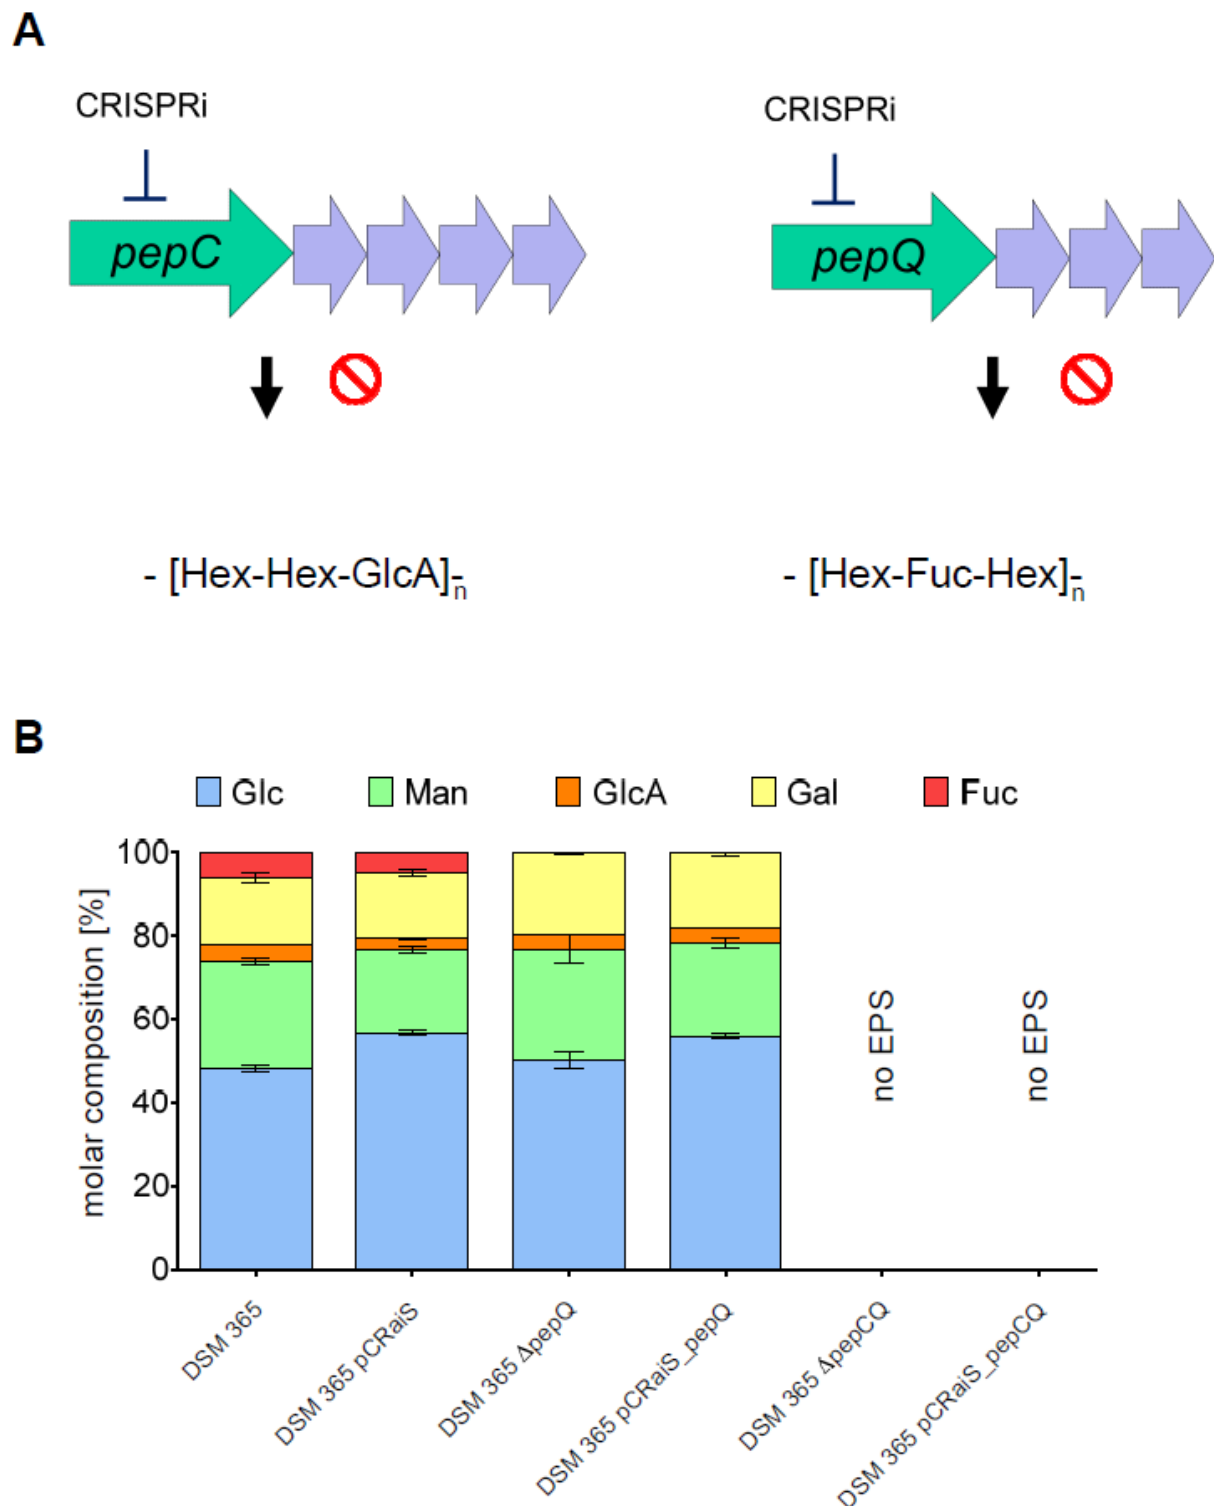 A
CRISPRi CRISPRi
pepC pepQ
- [Hex-Hex-GlcA]-n - [Hex-Fuc-Hex]-n
B
Glc Man GlcA Gal Fuc
molar composition [%]
100
80
60
40
20
0
no EPS no EPS
DSM 365
DSM 365 pCRaiS
DSM 365 ΔpepQ
DSM 365 pCRaiS_pepQ
DSM 365 ΔpepCQ
DSM 365 pCRaiS_pepCQ